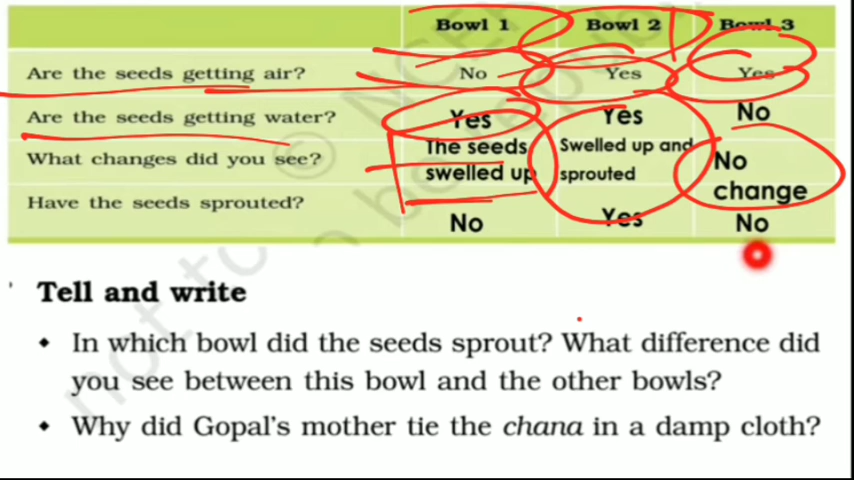 Bowl 1 Bowl 2 Bowl 3
Are the seeds getting air? No Yes Yes
Are the seeds getting water? Yes Yes No
What changes did you see? The seeds swelled up Swelled up and sprouted No change
Have the seeds sprouted? No Yes No
Tell and write
◆ In which bowl did the seeds sprout? What difference did
you see between this bowl and the other bowls?
◆ Why did Gopal's mother tie the chana in a damp cloth?